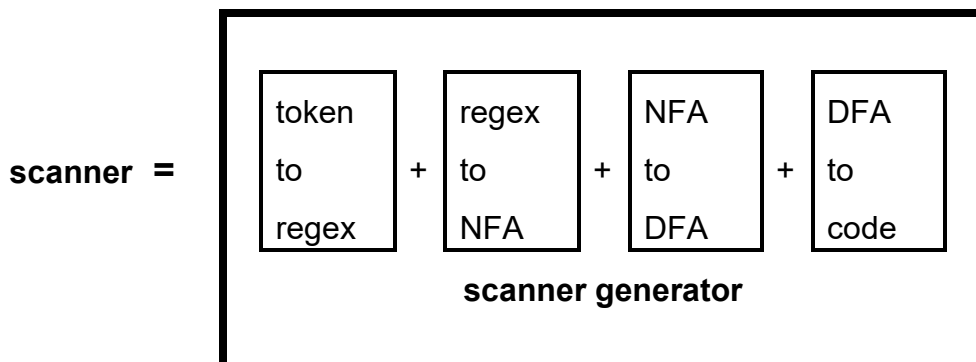 scanner =
token
to
regex
+
regex
to
NFA
+
NFA
to
DFA
+
DFA
to
code
scanner generator